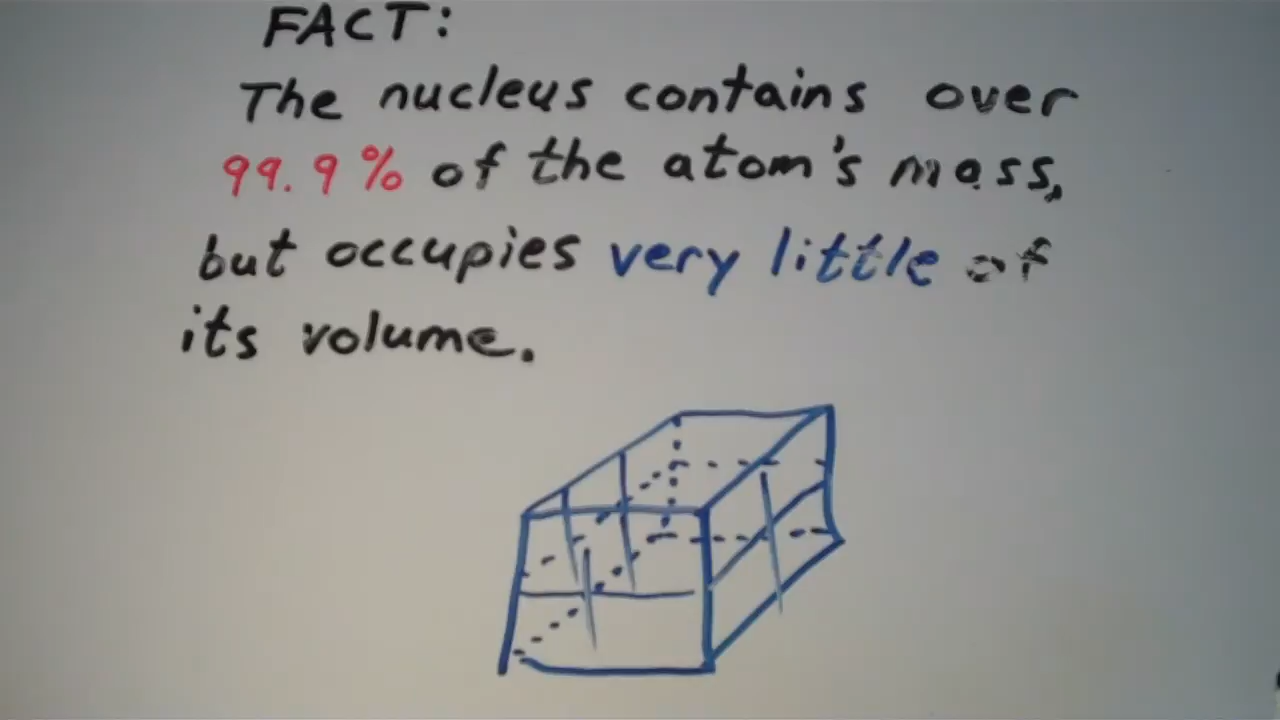 FACT:
The nucleus contains over
99.9% of the atom's mass,
but occupies very little of
its volume.